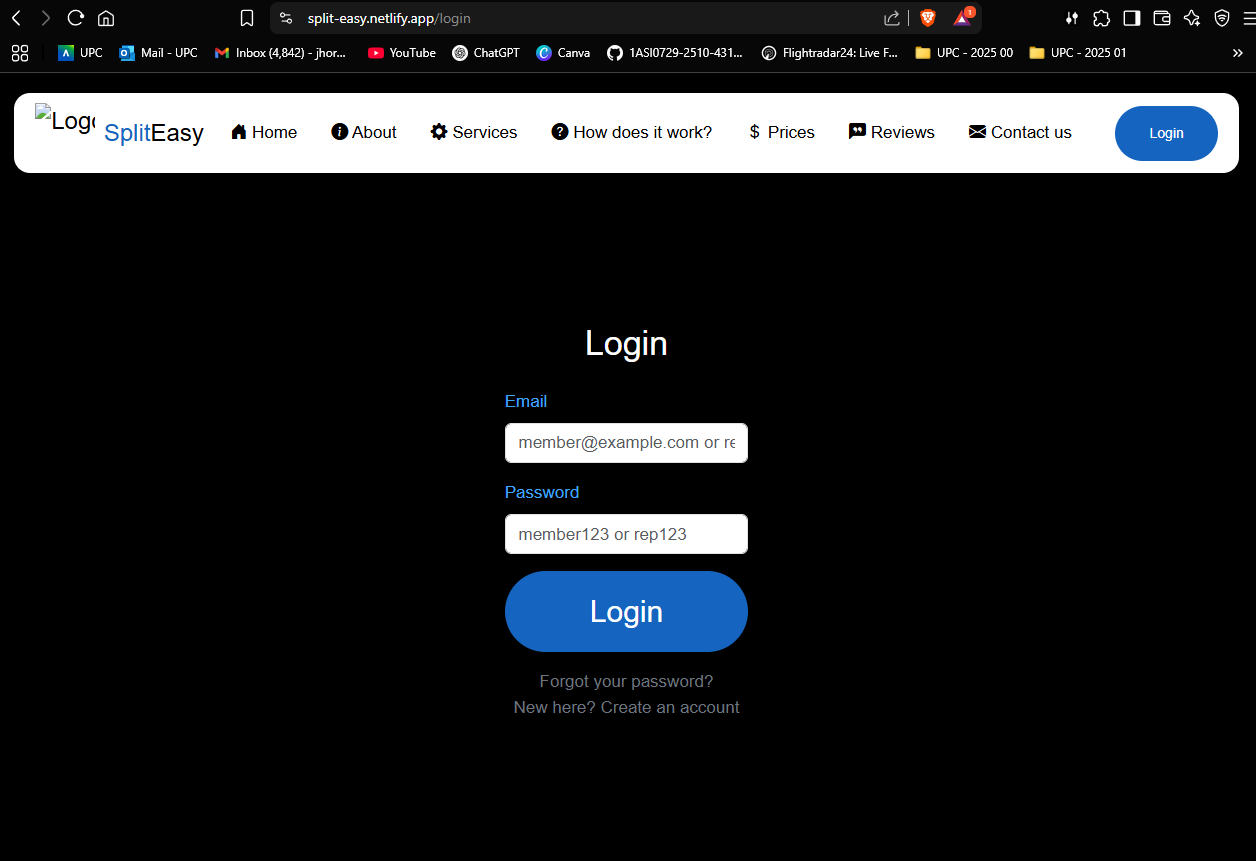 split-easy.netlify.app/login
1
UPC
Mail - UPC
Inbox (4,842) - jhor...
YouTube
ChatGPT
Canva
1ASI0729-2510-431...
Flightradar24: Live F...
UPC - 2025 00
UPC - 2025 01
»
Logo
SplitEasy
Home
About
Services
How does it work?
$ Prices
Reviews
Contact us
Login
Login
Email
member@example.com or re
Password
member123 or rep123
Login
Forgot your password?
New here? Create an account